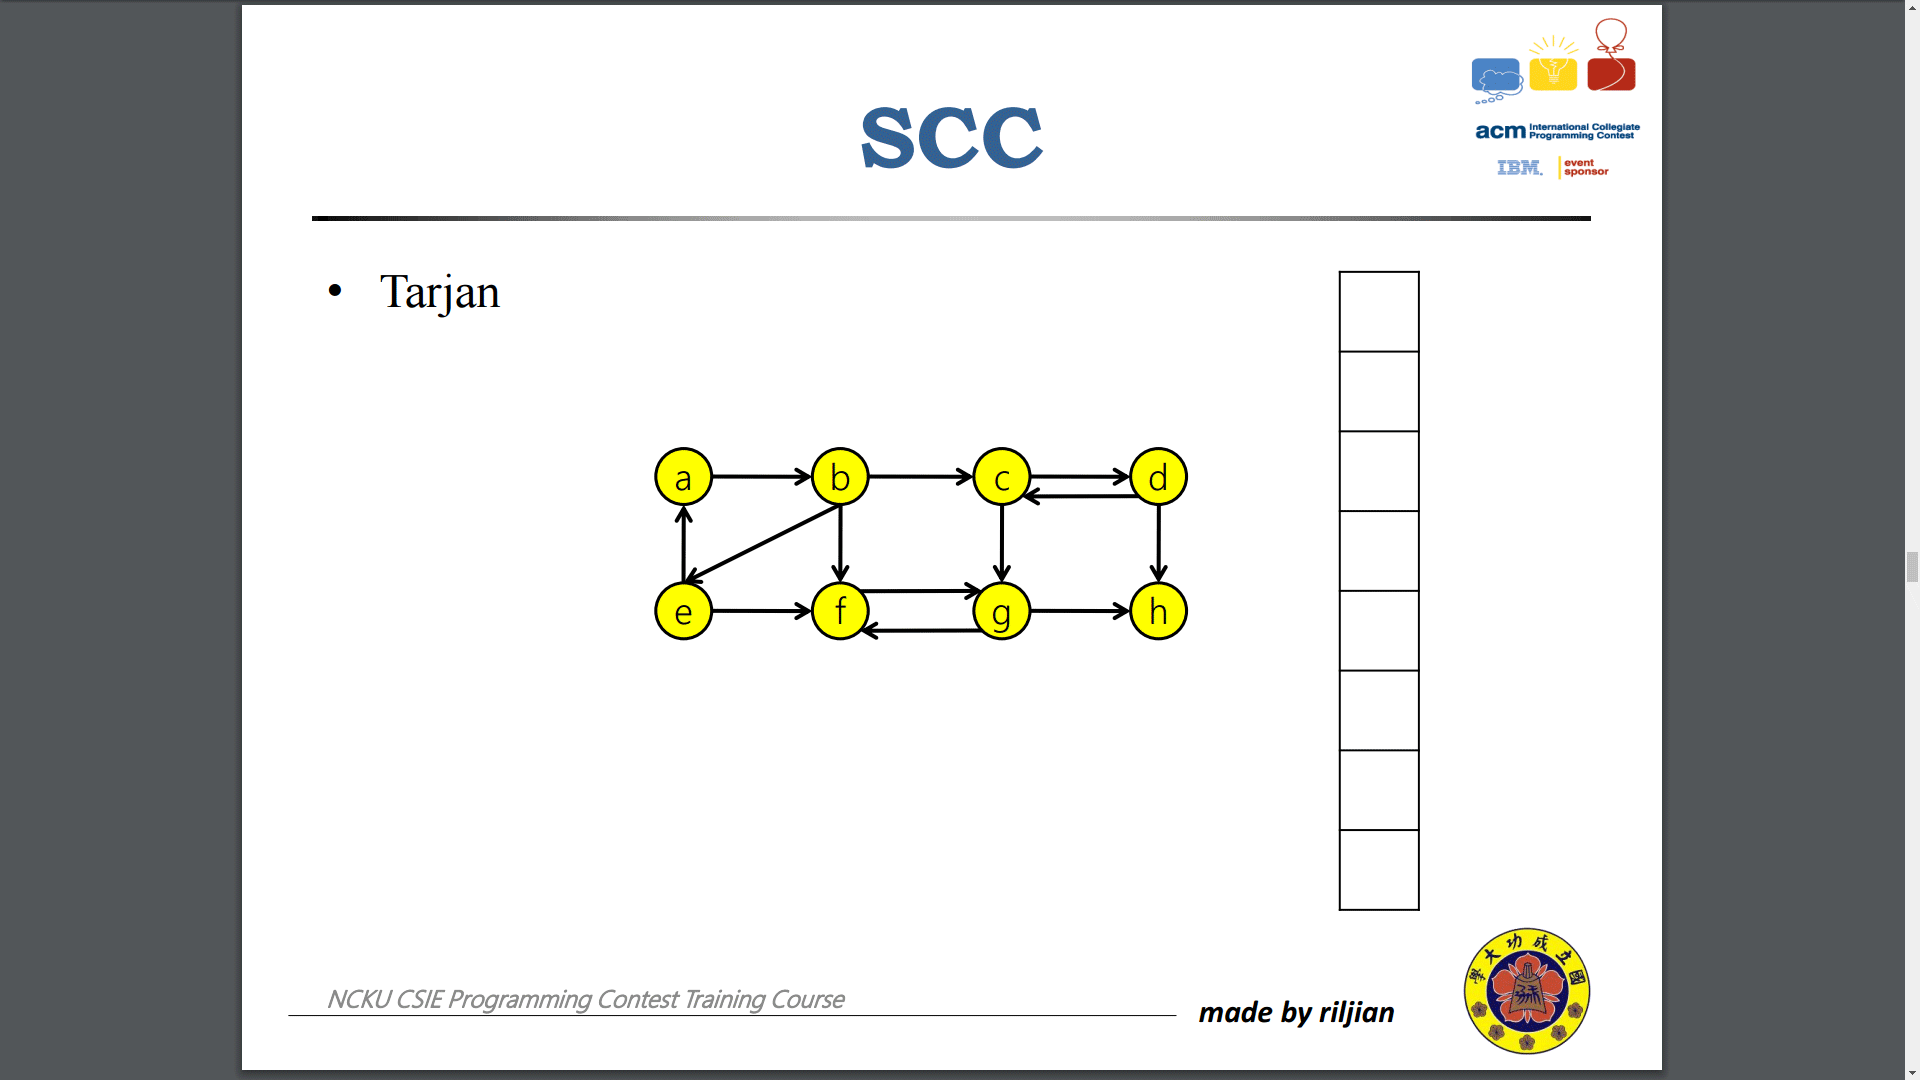 SCC
acm International Collegiate
Programming Contest
IBM. event
sponsor
• Tarjan
a b c d
e f g h
NCKU CSIE Programming Contest Training Course
made by riljian
國立成功大學